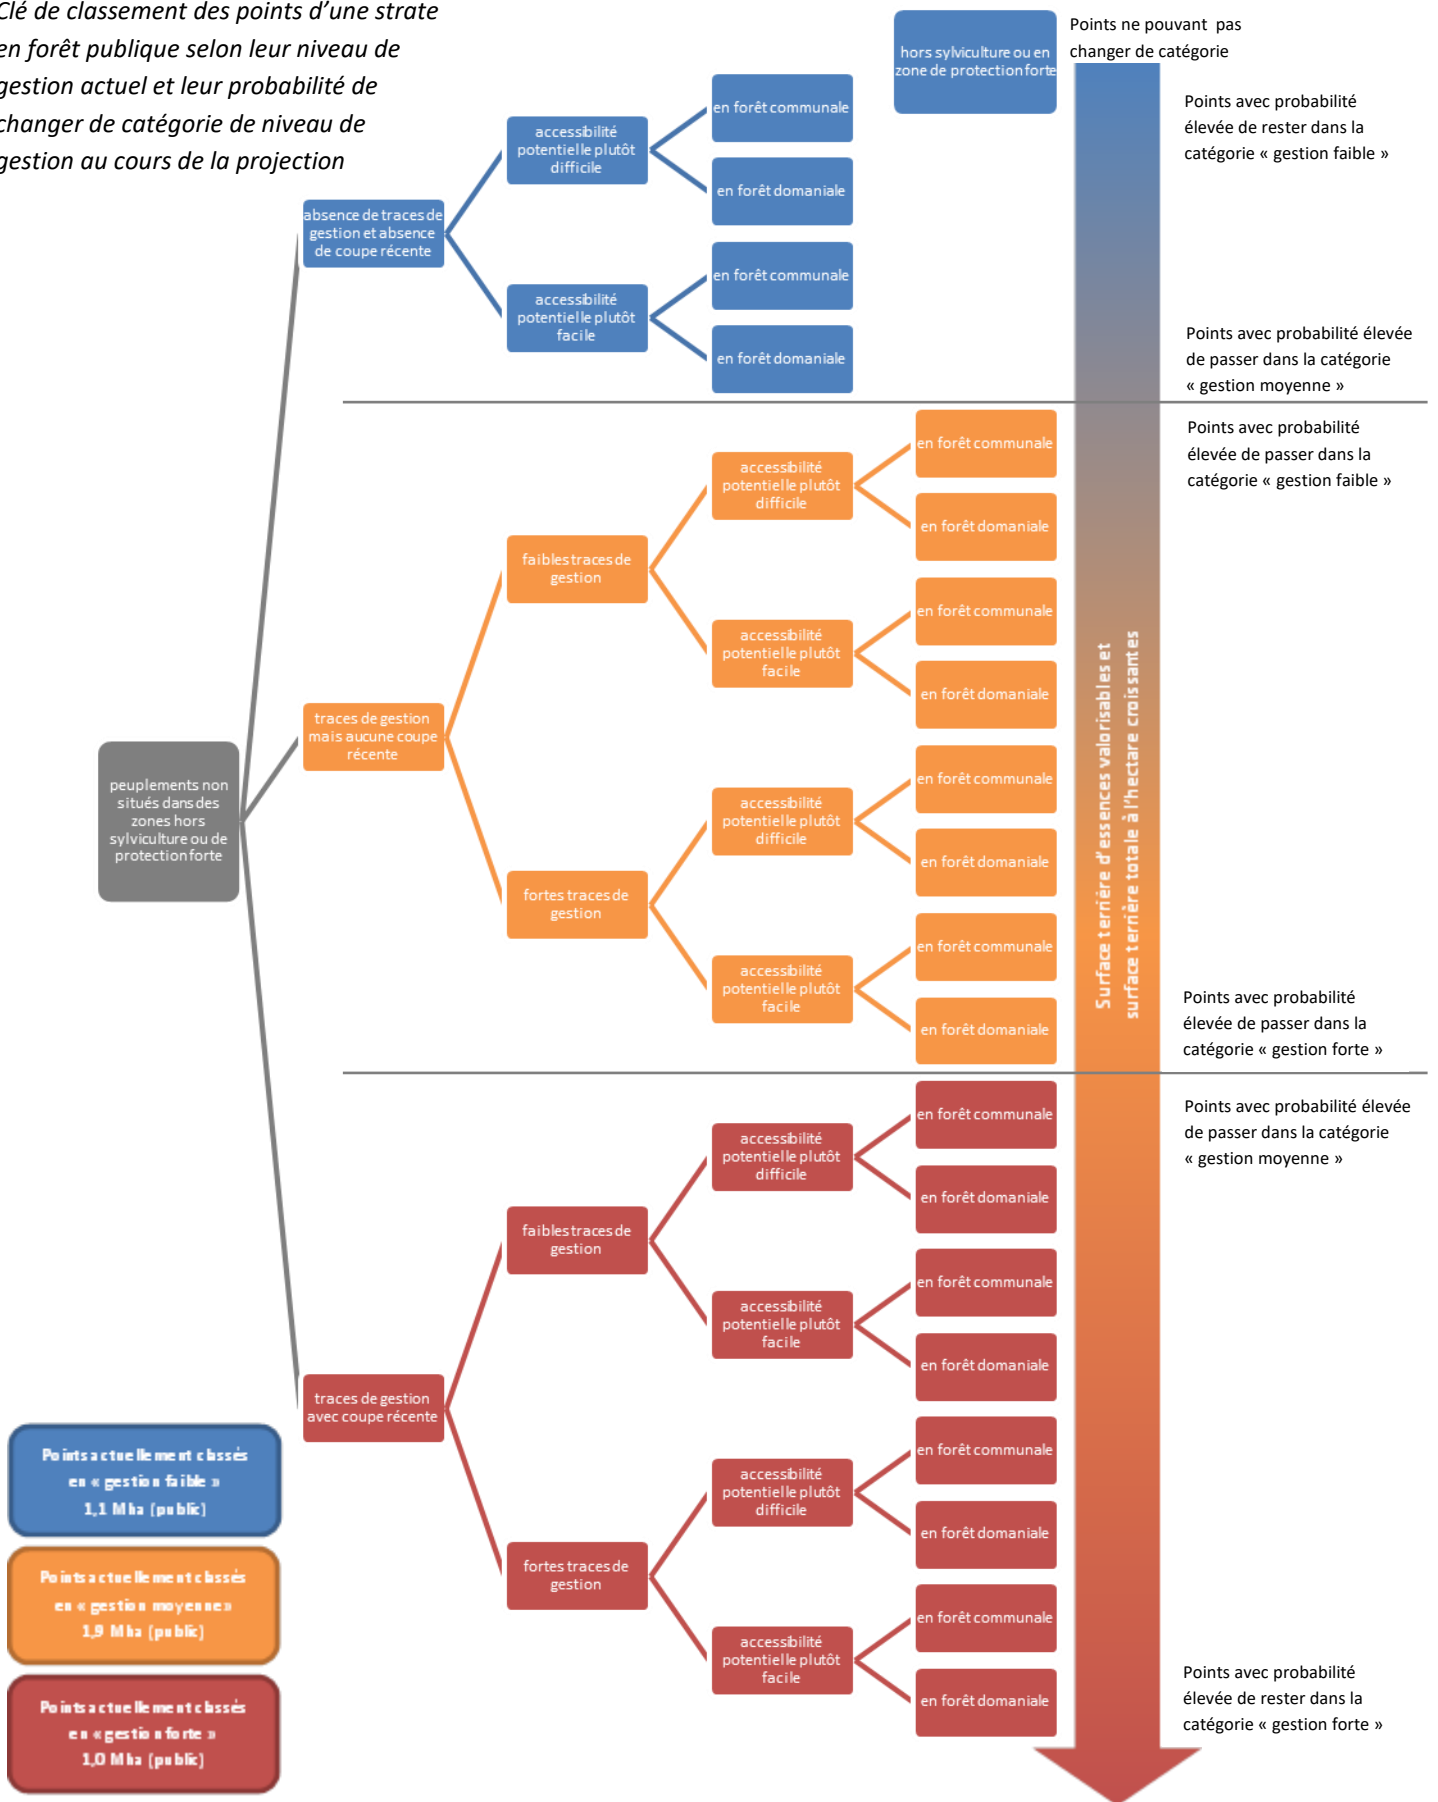 Clé de classement des points d’une strate
en forêt publique selon leur niveau de
gestion actuel et leur probabilité de
changer de catégorie de niveau de
gestion au cours de la projection
hors sylviculture ou en
zone de protection forte
Points ne pouvant pas
changer de catégorie
Points avec probabilité
élevée de rester dans la
catégorie « gestion faible »
absence de traces de
gestion et absence
de coupe récente
accessibilité
potentielle plutôt
difficile
en forêt communale
en forêt domaniale
accessibilité
potentielle plutôt
facile
en forêt communale
en forêt domaniale
Points avec probabilité élevée
de passer dans la catégorie
« gestion moyenne »
Points avec probabilité
élevée de passer dans la
catégorie « gestion faible »
peuplements non
situés dans des
zones hors
sylviculture ou de
protection forte
traces de gestion
mais aucune coupe
récente
faibles traces de
gestion
accessibilité
potentielle plutôt
difficile
en forêt communale
en forêt domaniale
accessibilité
potentielle plutôt
facile
en forêt communale
en forêt domaniale
fortes traces de
gestion
accessibilité
potentielle plutôt
difficile
en forêt communale
en forêt domaniale
accessibilité
potentielle plutôt
facile
en forêt communale
en forêt domaniale
Surface terrière d’essences valorisables et
surface terrière totale à l’hectare croissantes
Points avec probabilité
élevée de passer dans la
catégorie « gestion forte »
Points avec probabilité élevée
de passer dans la catégorie
« gestion moyenne »
traces de gestion
avec coupe récente
faibles traces de
gestion
accessibilité
potentielle plutôt
difficile
en forêt communale
en forêt domaniale
accessibilité
potentielle plutôt
facile
en forêt communale
en forêt domaniale
fortes traces de
gestion
accessibilité
potentielle plutôt
difficile
en forêt communale
en forêt domaniale
accessibilité
potentielle plutôt
facile
en forêt communale
en forêt domaniale
Points avec probabilité
élevée de rester dans la
catégorie « gestion forte »
Points actuellement classés
en « gestion faible »
1,1 Mha (public)
Points actuellement classés
en « gestion moyenne»
1,9 Mha (public)
Points actuellement classés
en « gestion forte »
1,0 Mha (public)